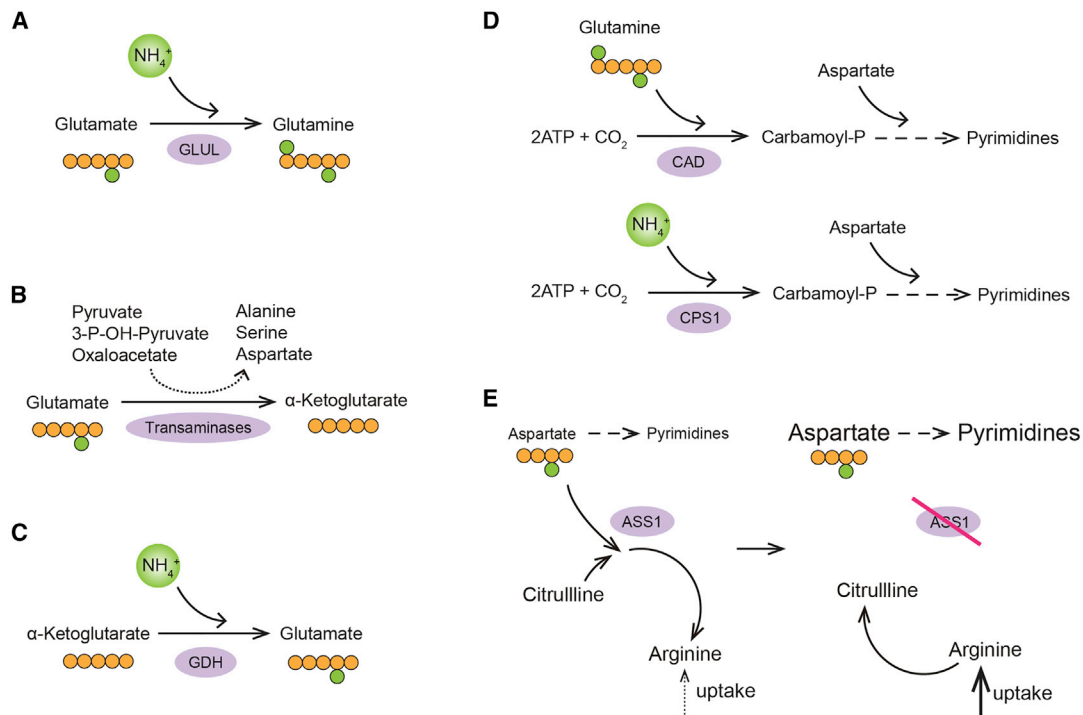 A
NH4+
Glutamate
Glutamine
GLUL
B
Pyruvate
3-P-OH-Pyruvate
Oxaloacetate
Alanine
Serine
Aspartate
Glutamate
α-Ketoglutarate
Transaminases
C
NH4+
α-Ketoglutarate
Glutamate
GDH
D
Glutamine
Aspartate
2ATP + CO2
Carbamoyl-P
Pyrimidines
CAD
NH4+
Aspartate
2ATP + CO2
Carbamoyl-P
Pyrimidines
CPS1
E
Aspartate
Pyrimidines
ASS1
Citrullline
Arginine
uptake
Aspartate
Pyrimidines
ASS1
Citrullline
Arginine
uptake